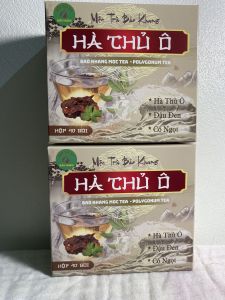 Mộc Trà Bảo Khang
HÀ THỦ Ô
BAO KHANG MOC TEA - POLYGONUM TEA
• Hà Thủ Ô
• Đậu Đen
• Cỏ Ngọt
HỘP 40 GÓI
Mộc Trà Bảo Khang
HÀ THỦ Ô
BAO KHANG MOC TEA - POLYGONUM TEA
• Hà Thủ Ô
• Đậu Đen
• Cỏ Ngọt
HỘP 40 GÓI